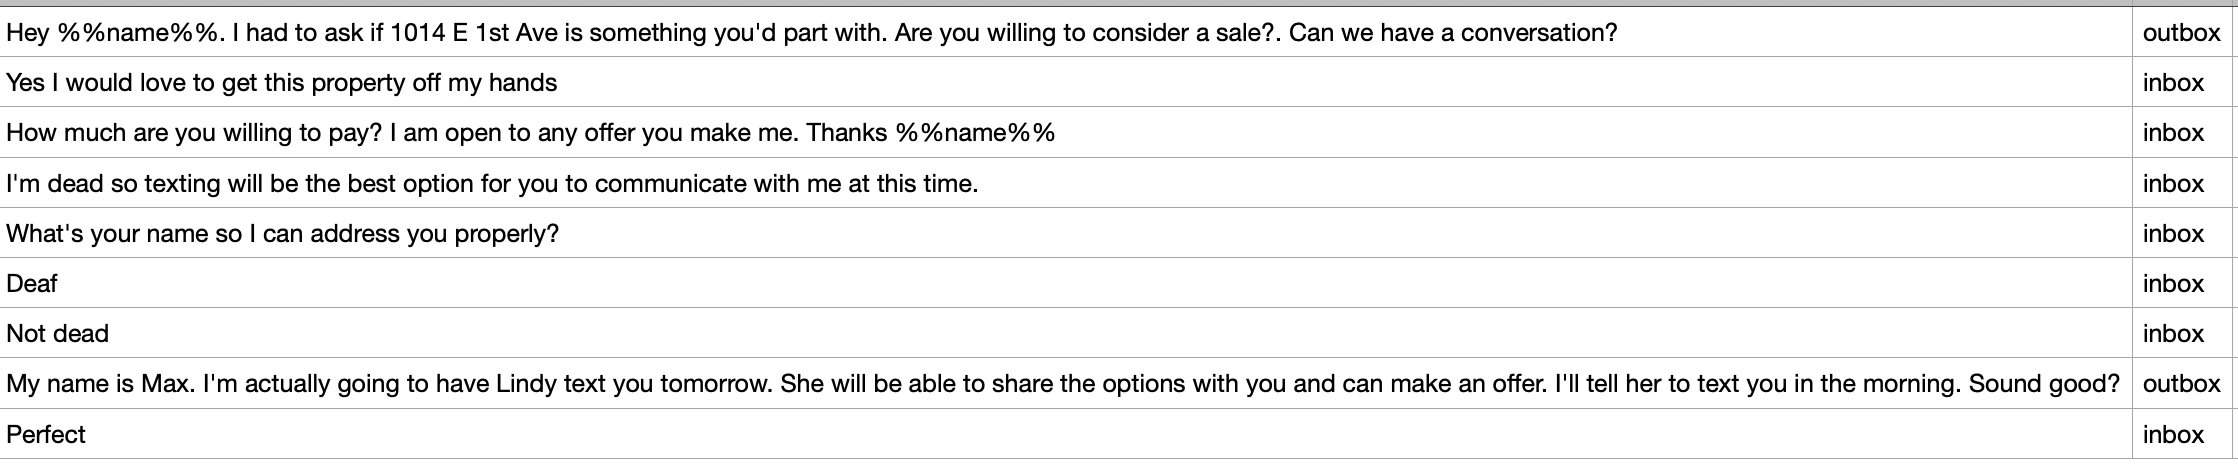 Hey %%name%%. I had to ask if 1014 E 1st Ave is something you'd part with. Are you willing to consider a sale?. Can we have a conversation? outbox
Yes I would love to get this property off my hands inbox
How much are you willing to pay? I am open to any offer you make me. Thanks %%name%% inbox
I'm dead so texting will be the best option for you to communicate with me at this time. inbox
What's your name so I can address you properly? inbox
Deaf inbox
Not dead inbox
My name is Max. I'm actually going to have Lindy text you tomorrow. She will be able to share the options with you and can make an offer. I'll tell her to text you in the morning. Sound good? outbox
Perfect inbox